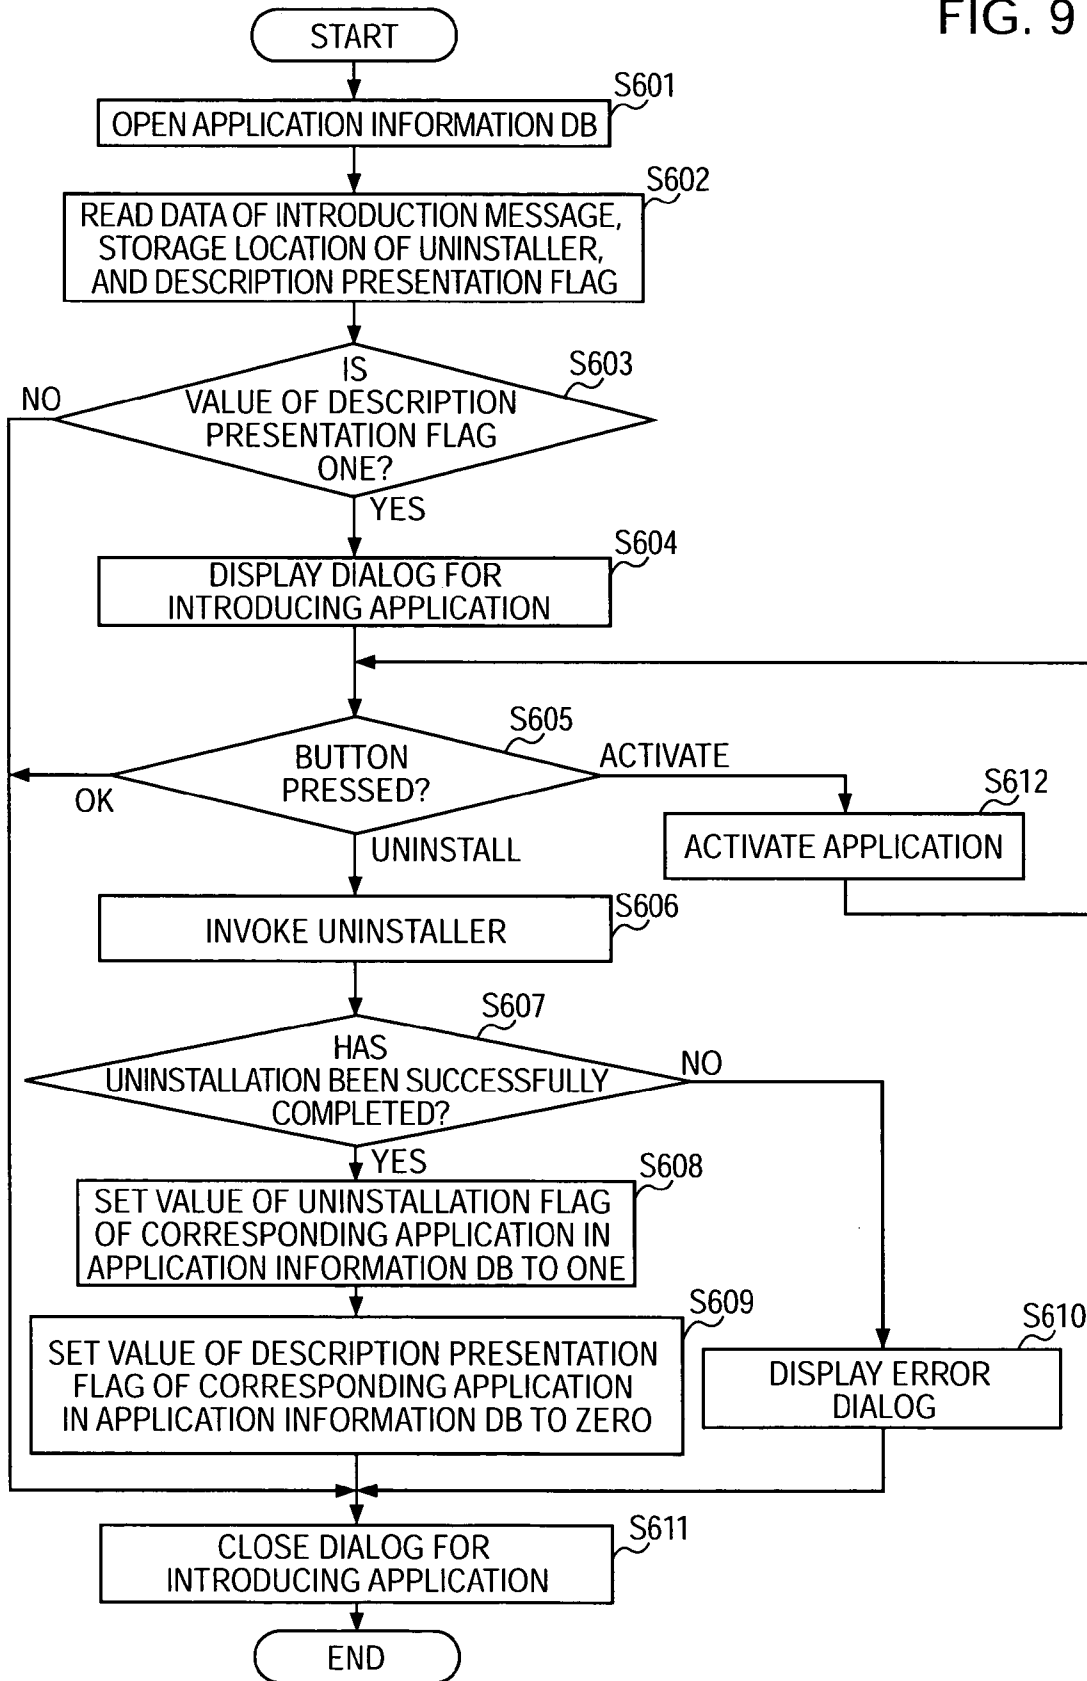 FIG. 9
START
S601
OPEN APPLICATION INFORMATION DB
S602
READ DATA OF INTRODUCTION MESSAGE,
STORAGE LOCATION OF UNINSTALLER,
AND DESCRIPTION PRESENTATION FLAG
S603
NO
IS
VALUE OF DESCRIPTION
PRESENTATION FLAG
ONE?
YES
S604
DISPLAY DIALOG FOR
INTRODUCING APPLICATION
S605
BUTTON
PRESSED?
ACTIVATE
OK
S612
ACTIVATE APPLICATION
UNINSTALL
S606
INVOKE UNINSTALLER
S607
HAS
UNINSTALLATION BEEN SUCCESSFULLY
COMPLETED?
NO
YES
S608
SET VALUE OF UNINSTALLATION FLAG
OF CORRESPONDING APPLICATION IN
APPLICATION INFORMATION DB TO ONE
S609
SET VALUE OF DESCRIPTION PRESENTATION
FLAG OF CORRESPONDING APPLICATION
IN APPLICATION INFORMATION DB TO ZERO
S610
DISPLAY ERROR
DIALOG
S611
CLOSE DIALOG FOR
INTRODUCING APPLICATION
END